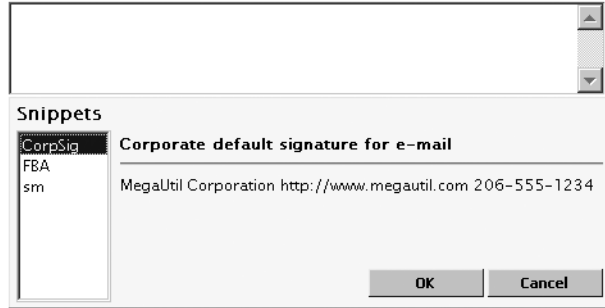 Snippets
CorpSig
FBA
sm
Corporate default signature for e-mail
MegaUtil Corporation http://www.megautil.com 206-555-1234
OK
Cancel